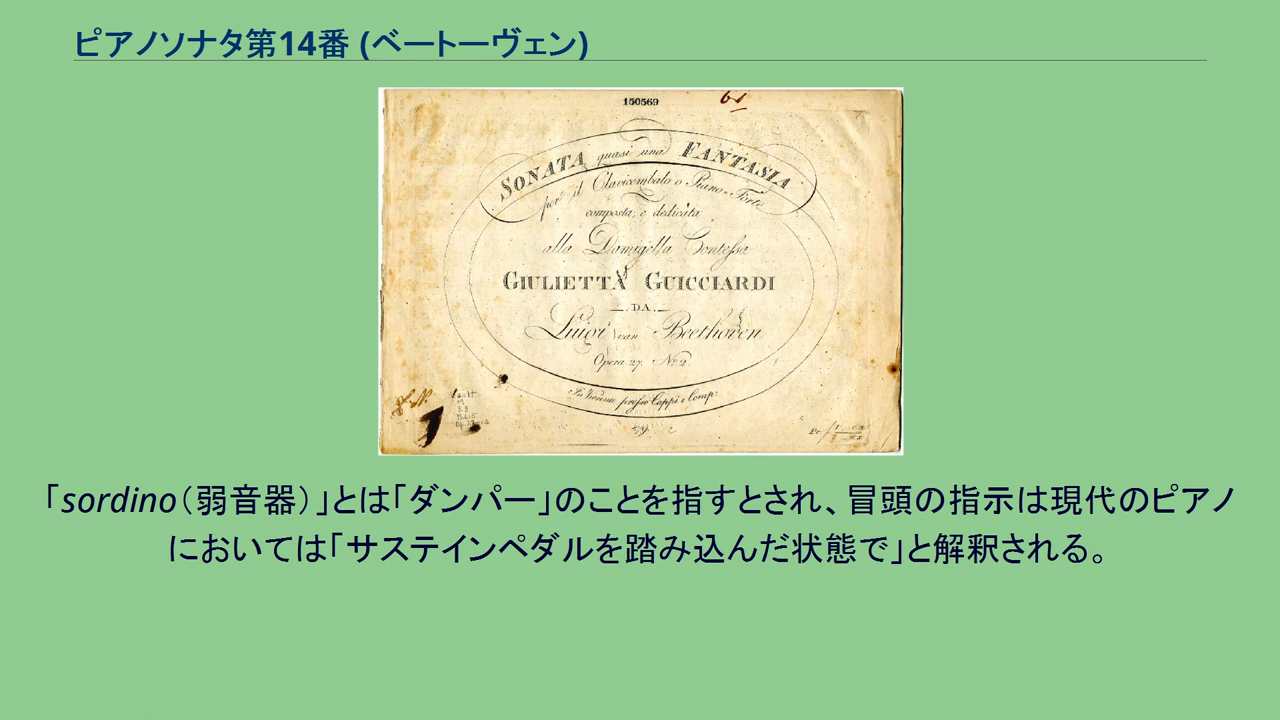 ピアノソナタ第14番 (ベートーヴェン)
150569
SONATA quasi una FANTASIA
per il Clavicembalo o Piano=Forte
composta, e dedicata
alla Damigella Contessa
GIULIETTA GUICCIARDI
DA
Luigi van Beethoven
Opera 27. No 2.
In Vienna presso Cappi e Comp:
「sordino（弱音器）」とは「ダンパー」のことを指すとされ、冒頭の指示は現代のピアノ
においては「サステインペダルを踏み込んだ状態で」と解釈される。